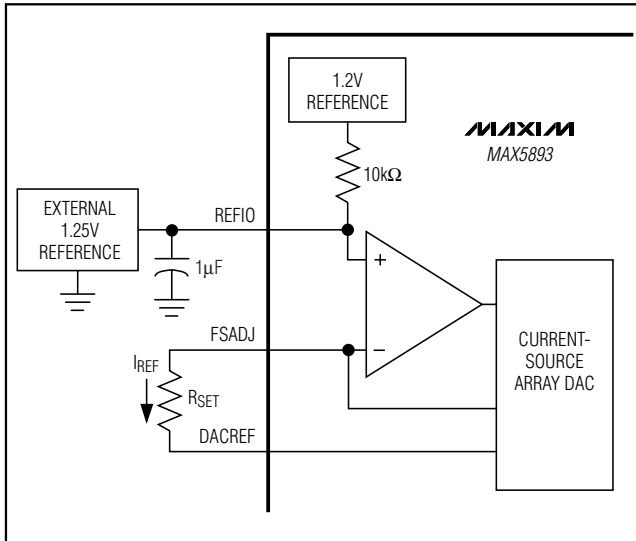 1.2V
REFERENCE
MAXIM
MAX5893
10kΩ
EXTERNAL
1.25V
REFERENCE
REFIO
1µF
+
FSADJ
−
CURRENT-
SOURCE
ARRAY DAC
IREF
RSET
DACREF